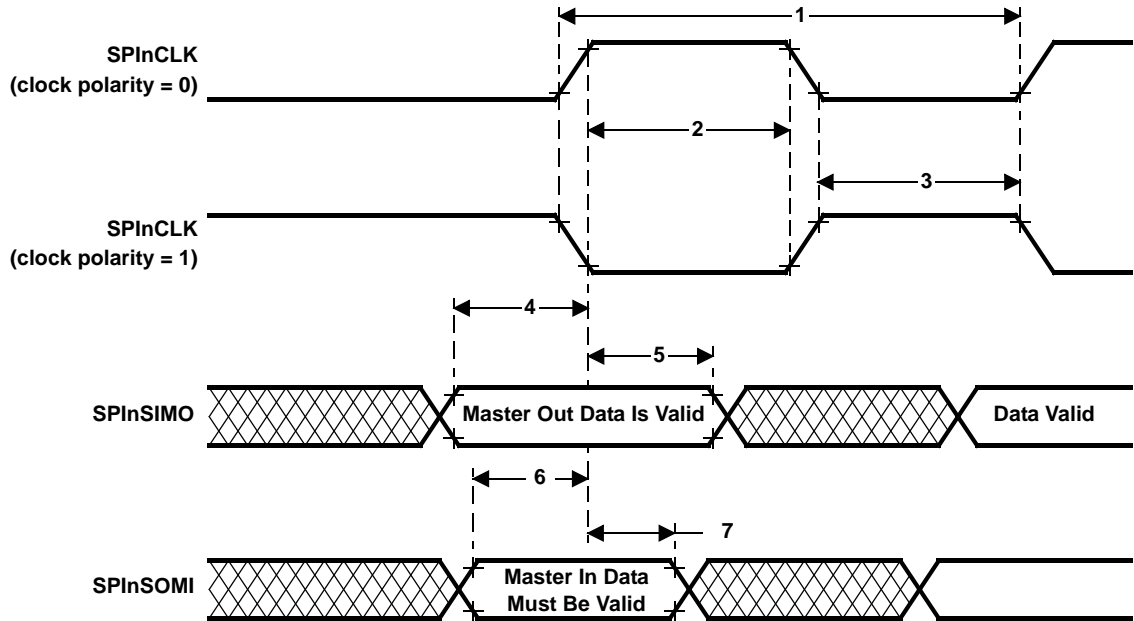 1
SPInCLK
(clock polarity = 0)
2
3
SPInCLK
(clock polarity = 1)
4
5
SPInSIMO
Master Out Data Is Valid
Data Valid
6
7
SPInSOMI
Master In Data
Must Be Valid